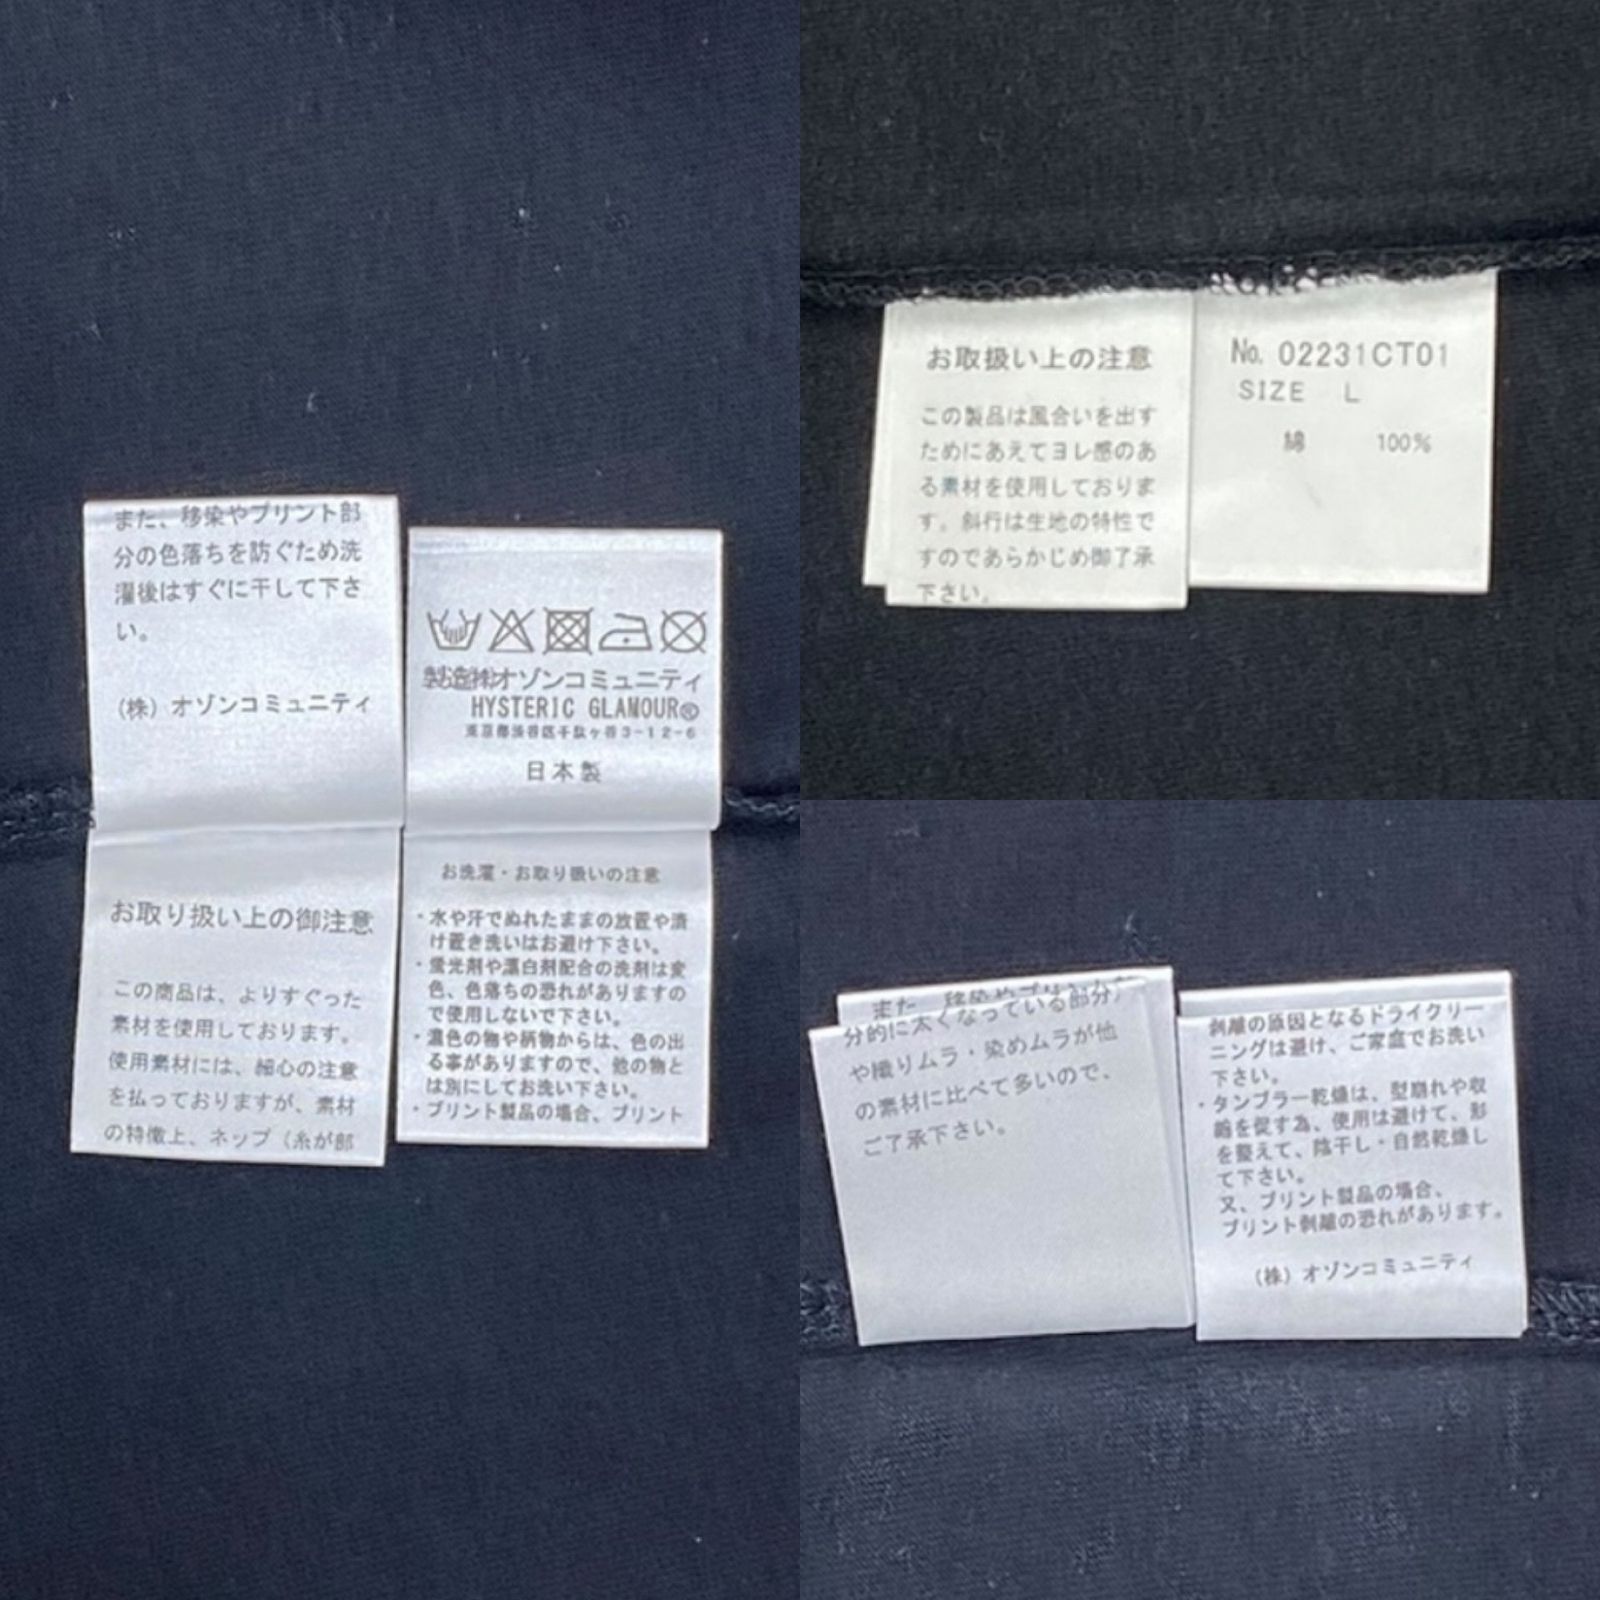 また、移染やプリント部
分の色落ちを防ぐため洗
濯後はすぐに干して下さ
い。
(株) オゾンコミュニティ
お取り扱い上の御注意
この商品は、よりすぐった
素材を使用しております。
使用素材には、細心の注意
を払っておりますが、素材
の特徴上、ネップ（糸が部
製造㈱オゾンコミュニティ
HYSTERIC GLAMOUR®
東京都渋谷区千駄ヶ谷3-12-6
日本製
お洗濯・お取り扱いの注意
・水や汗でぬれたままの放置や漬
け置き洗いはお避け下さい。
・蛍光剤や漂白剤配合の洗剤は変
色、色落ちの恐れがありますの
で使用しないで下さい。
・濃色の物や柄物からは、色の出
る事がありますので、他の物と
は別にしてお洗い下さい。
・プリント製品の場合、プリント
お取扱い上の注意
この製品は風合いを出す
ためにあえてヨレ感のあ
る素材を使用しておりま
す。斜行は生地の特性で
すのであらかじめ御了承
下さい。
No. 02231CT01
SIZE L
綿 100%
また、移染やプリント
分的に太くなっている部分）
や織りムラ・染めムラが他
の素材に比べて多いので、
ご了承下さい。
剥離の原因となるドライクリー
ニングは避け、ご家庭でお洗い
下さい。
・タンブラー乾燥は、型崩れや収
縮を促す為、使用は避けて、形
を整えて、陰干し・自然乾燥し
て下さい。
又、プリント製品の場合、
プリント剥離の恐れがあります。
(株) オゾンコミュニティ